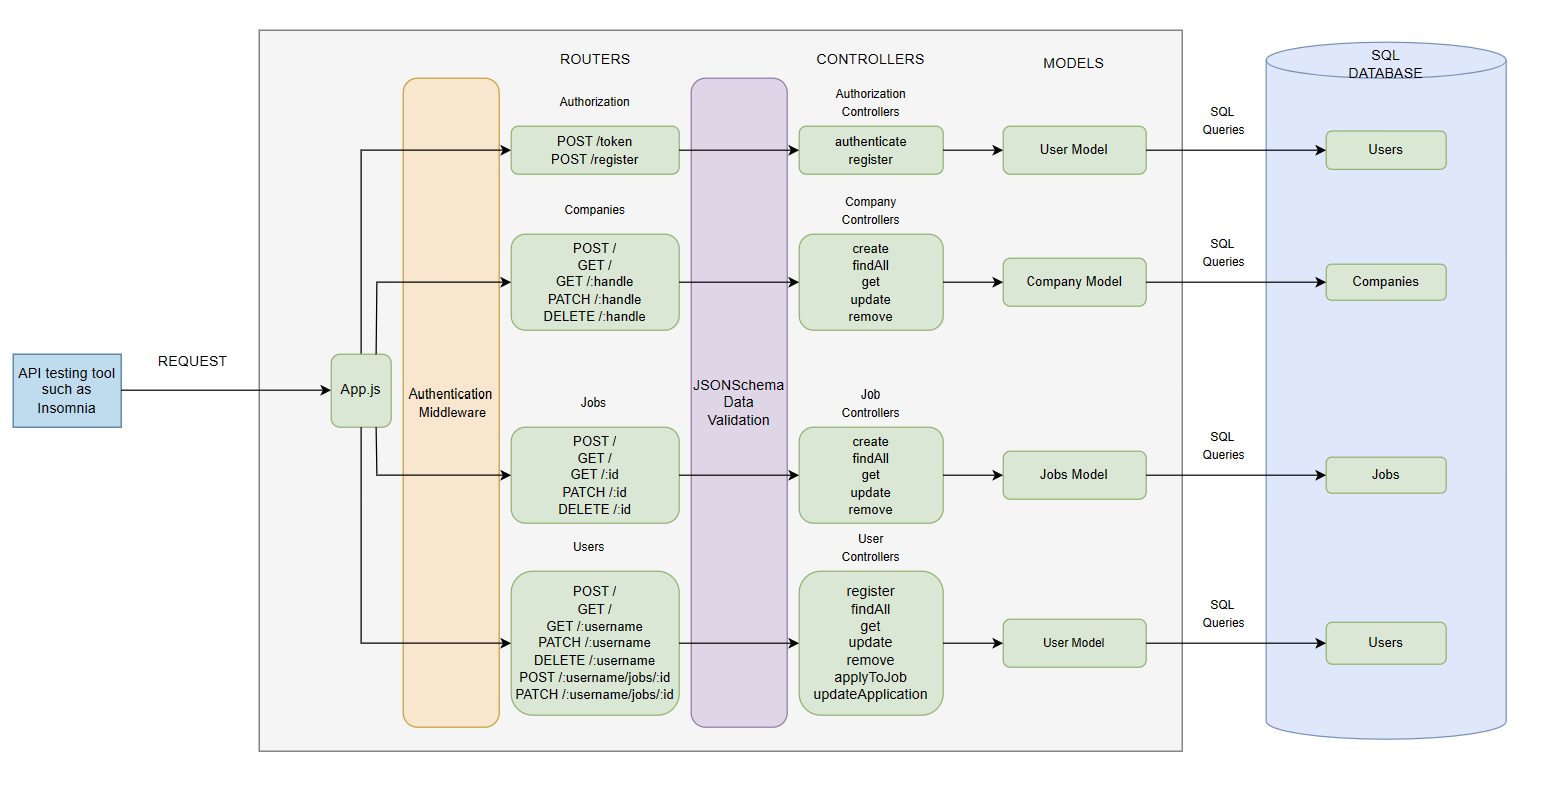 ROUTERS
CONTROLLERS
MODELS
SQL
DATABASE
Authorization
Authorization
Controllers
SQL
Queries
POST /token
POST /register
authenticate
register
User Model
Users
Companies
Company
Controllers
SQL
Queries
POST /
GET /
GET /:handle
PATCH /:handle
DELETE /:handle
create
findAll
get
update
remove
Company Model
Companies
API testing tool
such as
Insomnia
REQUEST
App.js
Authentication
Middleware
JSONSchema
Data
Validation
Jobs
Job
Controllers
SQL
Queries
POST /
GET /
GET /:id
PATCH /:id
DELETE /:id
create
findAll
get
update
remove
Jobs Model
Jobs
Users
User
Controllers
SQL
Queries
POST /
GET /
GET /:username
PATCH /:username
DELETE /:username
POST /:username/jobs/:id
PATCH /:username/jobs/:id
register
findAll
get
update
remove
applyToJob
updateApplication
User Model
Users